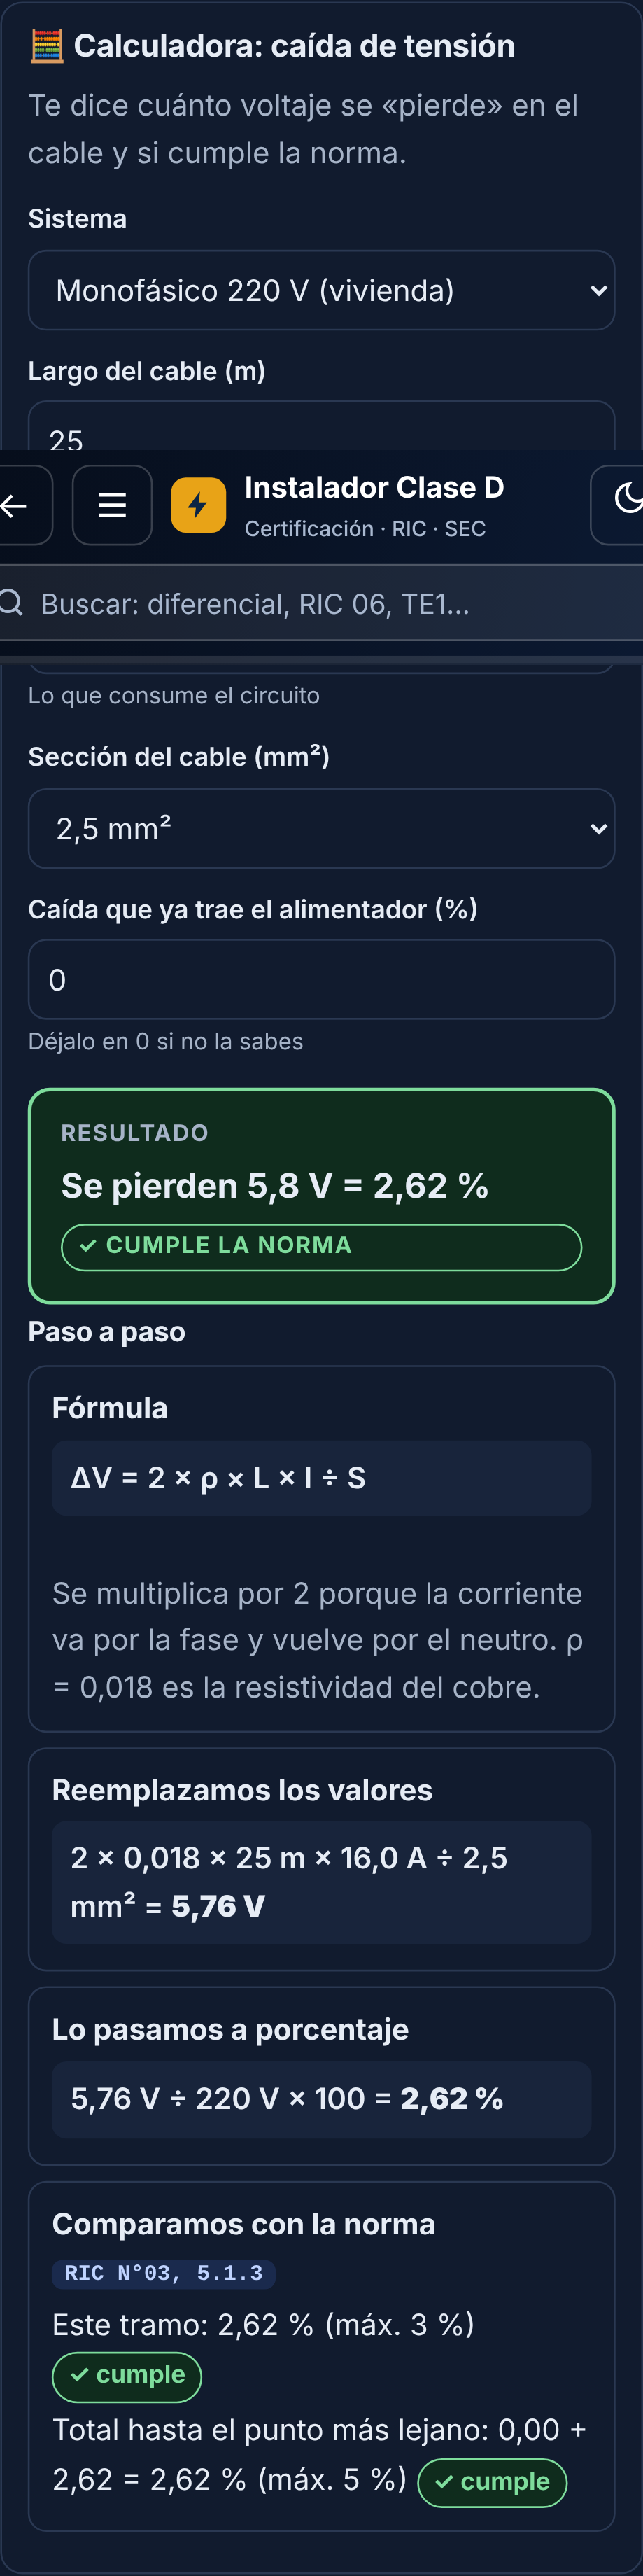 🧮 Calculadora: caída de tensión
Te dice cuánto voltaje se «pierde» en el
cable y si cumple la norma.
Sistema
Monofásico 220 V (vivienda)
Largo del cable (m)
25
Instalador Clase D
Certificación · RIC · SEC
Buscar: diferencial, RIC 06, TE1...
Lo que consume el circuito
Sección del cable (mm²)
2,5 mm²
Caída que ya trae el alimentador (%)
0
Déjalo en 0 si no la sabes
RESULTADO
Se pierden 5,8 V = 2,62 %
✓ CUMPLE LA NORMA
Paso a paso
Fórmula
ΔV = 2 × ρ × L × I ÷ S
Se multiplica por 2 porque la corriente
va por la fase y vuelve por el neutro. ρ
= 0,018 es la resistividad del cobre.
Reemplazamos los valores
2 × 0,018 × 25 m × 16,0 A ÷ 2,5
mm² = 5,76 V
Lo pasamos a porcentaje
5,76 V ÷ 220 V × 100 = 2,62 %
Comparamos con la norma
RIC N°03, 5.1.3
Este tramo: 2,62 % (máx. 3 %)
✓ cumple
Total hasta el punto más lejano: 0,00 +
2,62 = 2,62 % (máx. 5 %) ✓ cumple